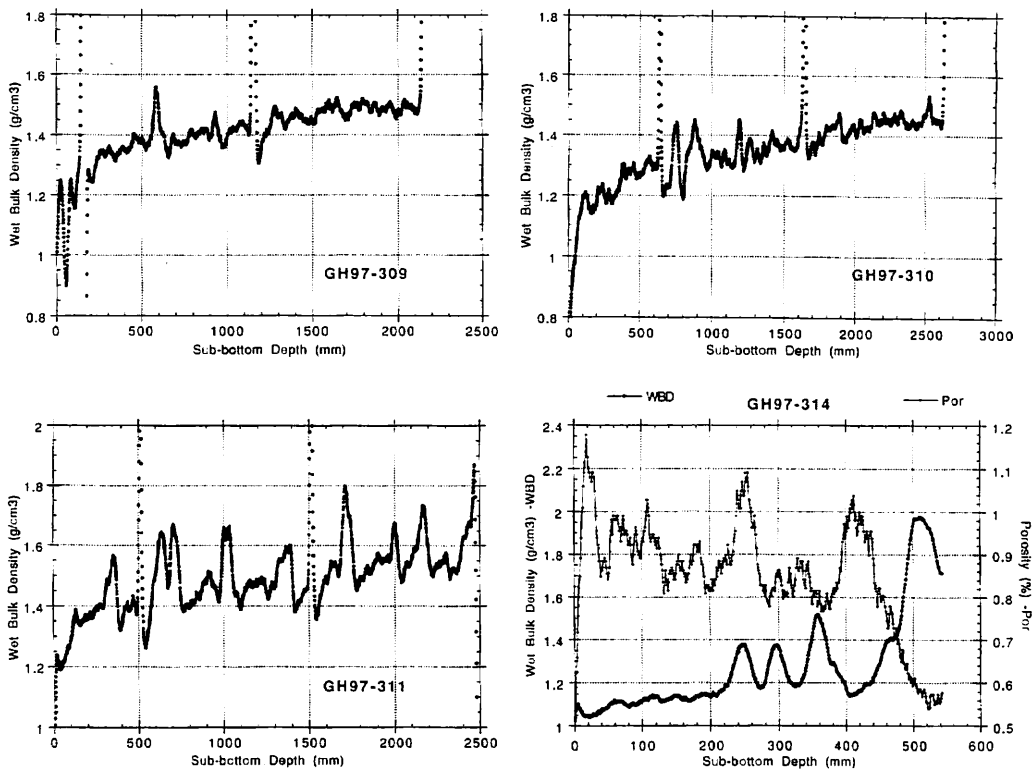 1.8
1.6
1.4
1.2
1
0.8
Wet Bulk Density (g/cm3)
GH97-309
0 500 1000 1500 2000 2500
Sub-bottom Depth (mm)
1.8
1.6
1.4
1.2
1
0.8
Wet Bulk Density (g/cm3)
GH97-310
0 500 1000 1500 2000 2500 3000
Sub-bottom Depth (mm)
2
1.8
1.6
1.4
1.2
1
Wet Bulk Density (g/cm3)
GH97-311
0 500 1000 1500 2000 2500
Sub-bottom Depth (mm)
WBD GH97-314 Por
2.4
2.2
2
1.8
1.6
1.4
1.2
1
Wet Bulk Density (g/cm3) -WBD
1.2
1.1
1
0.9
0.8
0.7
0.6
0.5
Porosity (%) -Por
0 100 200 300 400 500 600
Sub-bottom Depth (mm)